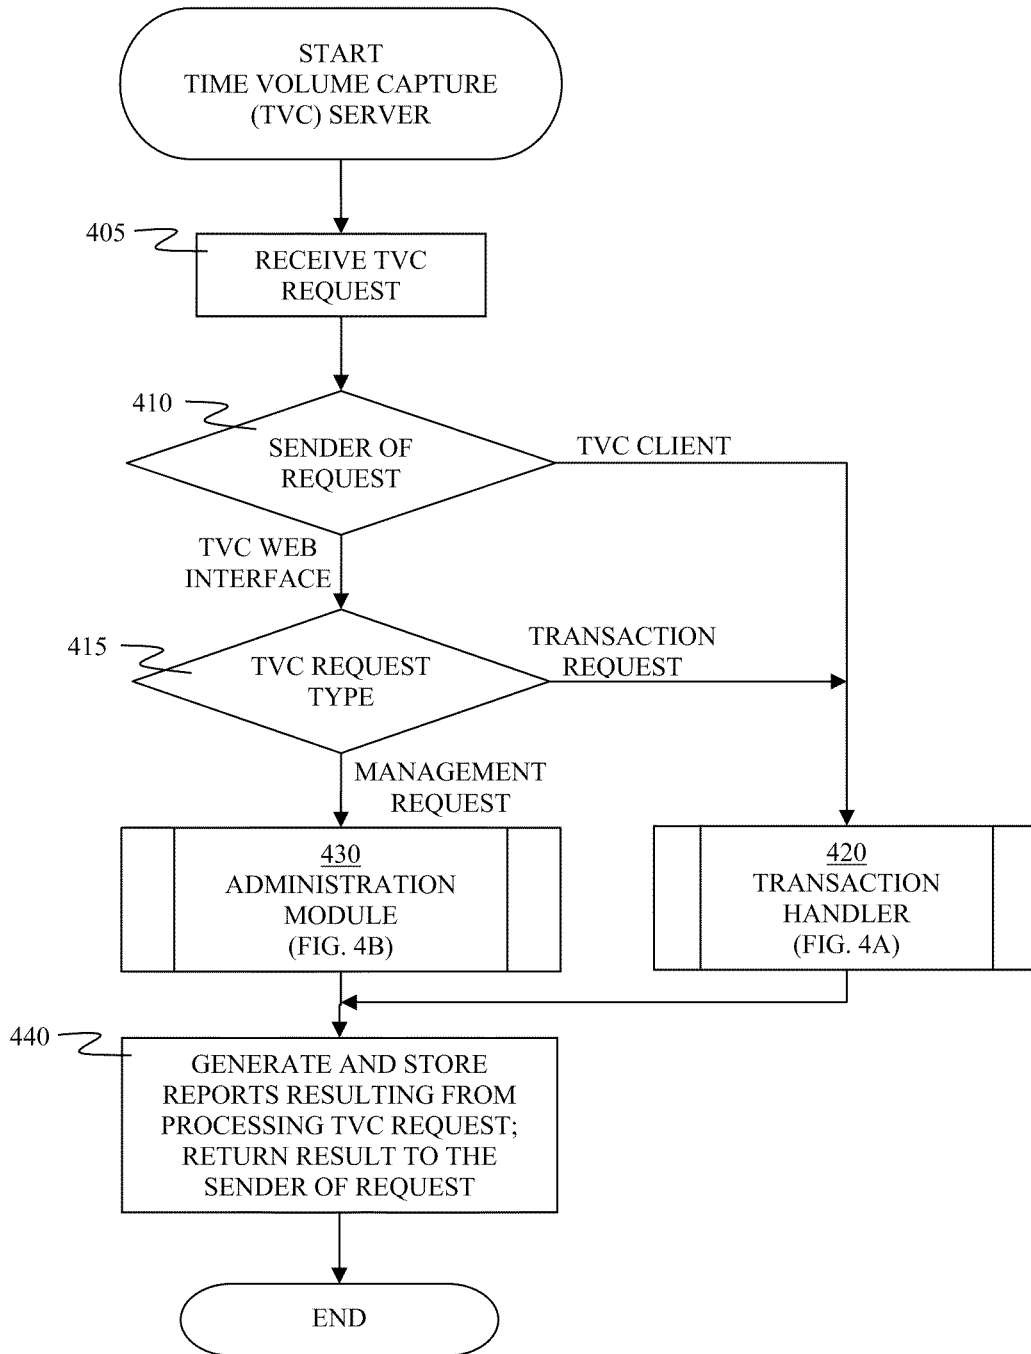 START
TIME VOLUME CAPTURE
(TVC) SERVER
405
RECEIVE TVC
REQUEST
410
SENDER OF
REQUEST
TVC CLIENT
TVC WEB
INTERFACE
415
TVC REQUEST
TYPE
TRANSACTION
REQUEST
MANAGEMENT
REQUEST
430
ADMINISTRATION
MODULE
(FIG. 4B)
420
TRANSACTION
HANDLER
(FIG. 4A)
440
GENERATE AND STORE
REPORTS RESULTING FROM
PROCESSING TVC REQUEST;
RETURN RESULT TO THE
SENDER OF REQUEST
END